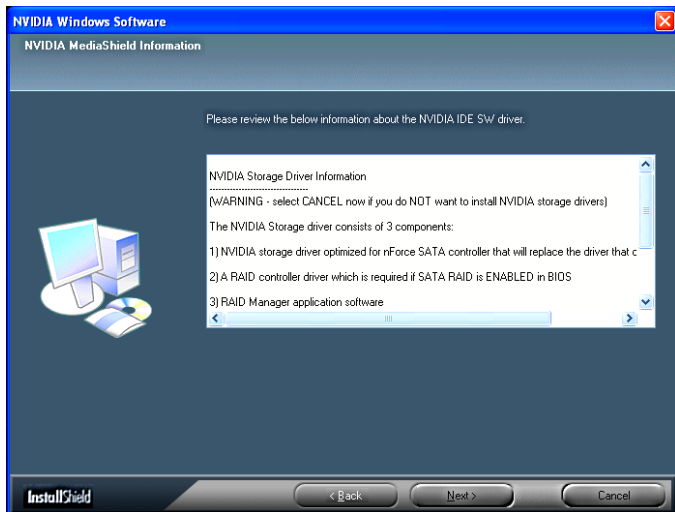 NVIDIA Windows Software
NVIDIA MediaShield Information
Please review the below information about the NVIDIA IDE SW driver.
NVIDIA Storage Driver Information
----------------------------------
(WARNING - select CANCEL now if you do NOT want to install NVIDIA storage drivers)
The NVIDIA Storage driver consists of 3 components:
1) NVIDIA storage driver optimized for nForce SATA controller that will replace the driver that c
2) A RAID controller driver which is required if SATA RAID is ENABLED in BIOS
3) RAID Manager application software
InstallShield
< Back
Next >
Cancel